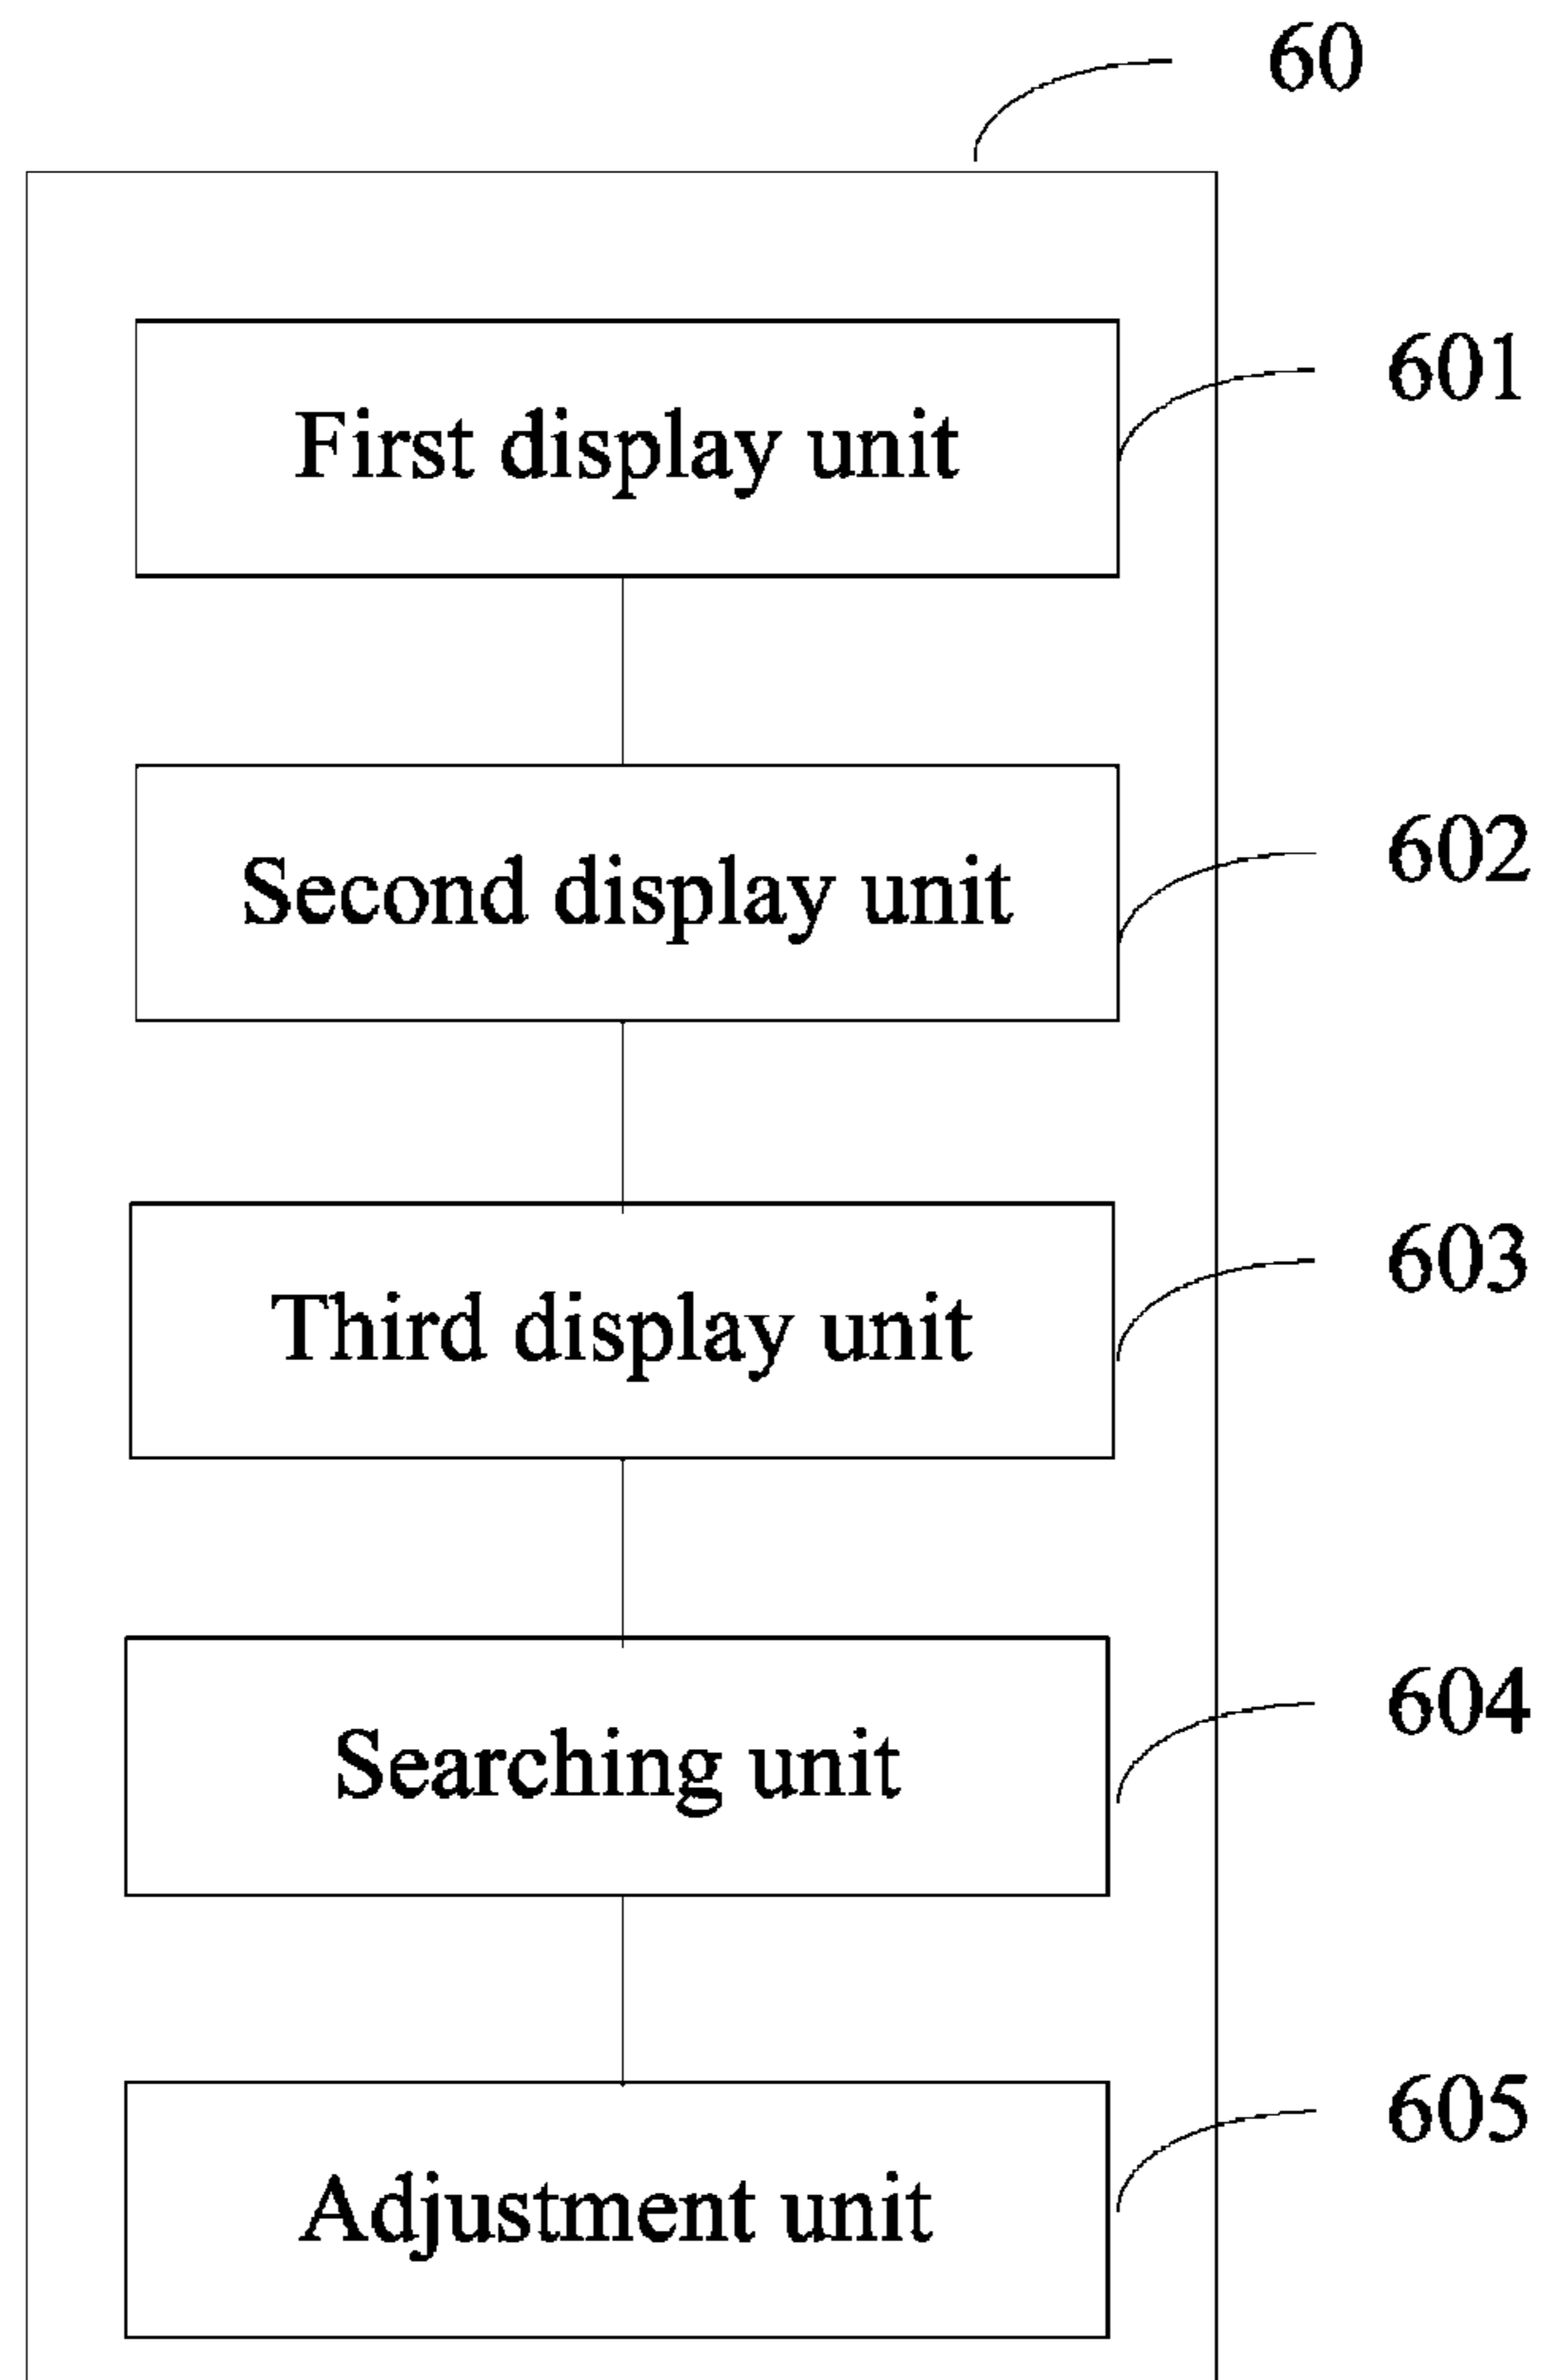 60
First display unit
601
Second display unit
602
Third display unit
603
Searching unit
604
Adjustment unit
605